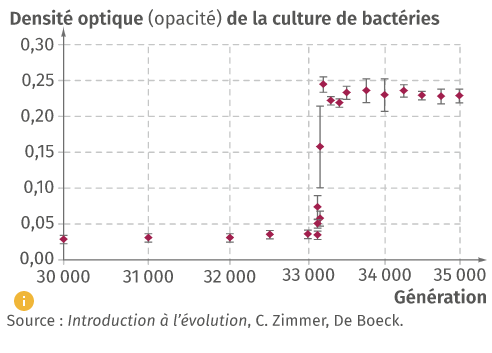 Densité optique (opacité) de la culture de bactéries
0,30
0,25
0,20
0,15
0,10
0,05
0,00
30 000 31 000 32 000 33 000 34 000 35 000
Génération
i
Source : Introduction à l’évolution, C. Zimmer, De Boeck.